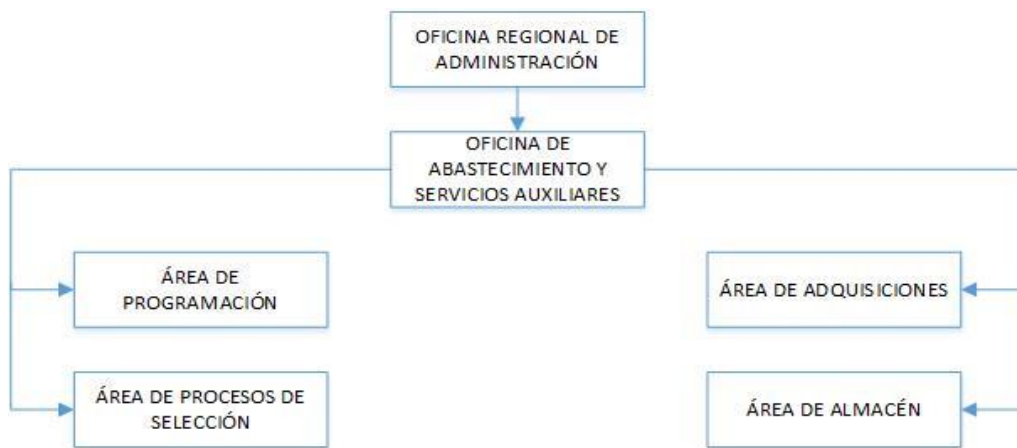 OFICINA REGIONAL DE
ADMINISTRACIÓN
OFICINA DE
ABASTECIMIENTO Y
SERVICIOS AUXILIARES
ÁREA DE
PROGRAMACIÓN
ÁREA DE ADQUISICIONES
ÁREA DE PROCESOS DE
SELECCIÓN
ÁREA DE ALMACÉN